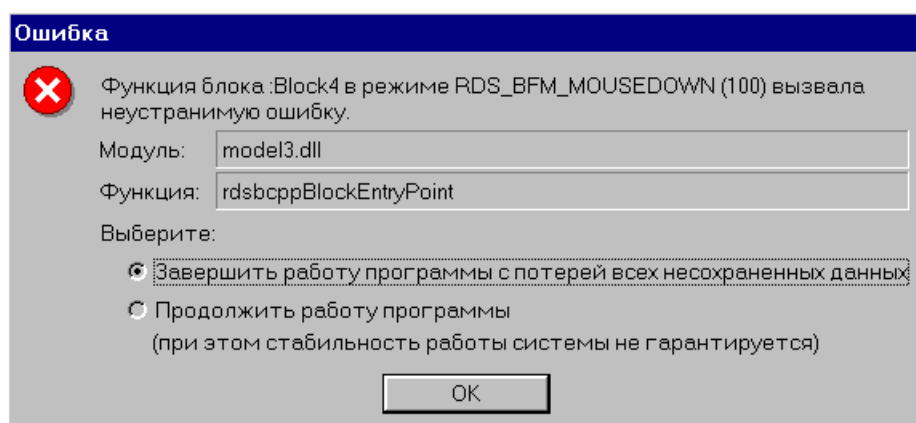 Ошибка
Функция блока :Block4 в режиме RDS_BFM_MOUSEDOWN (100) вызвала
неустранимую ошибку.
Модуль: model3.dll
Функция: rdsbcppBlockEntryPoint
Выберите:
Завершить работу программы с потерей всех несохраненных данных
Продолжить работу программы
(при этом стабильность работы системы не гарантируется)
OK